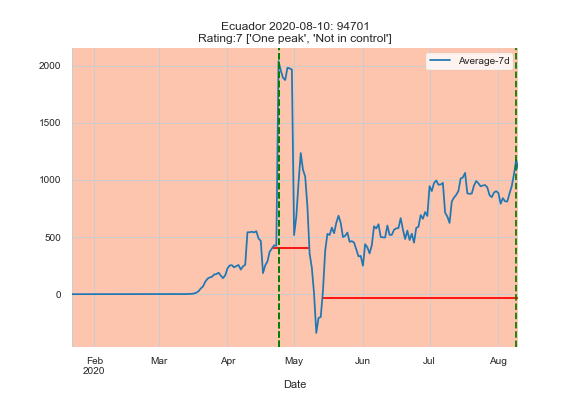 Ecuador 2020-08-10: 94701
Rating:7 ['One peak', 'Not in control']
Average-7d
2000
1500
1000
500
0
Feb Mar Apr May Jun Jul Aug
2020
Date